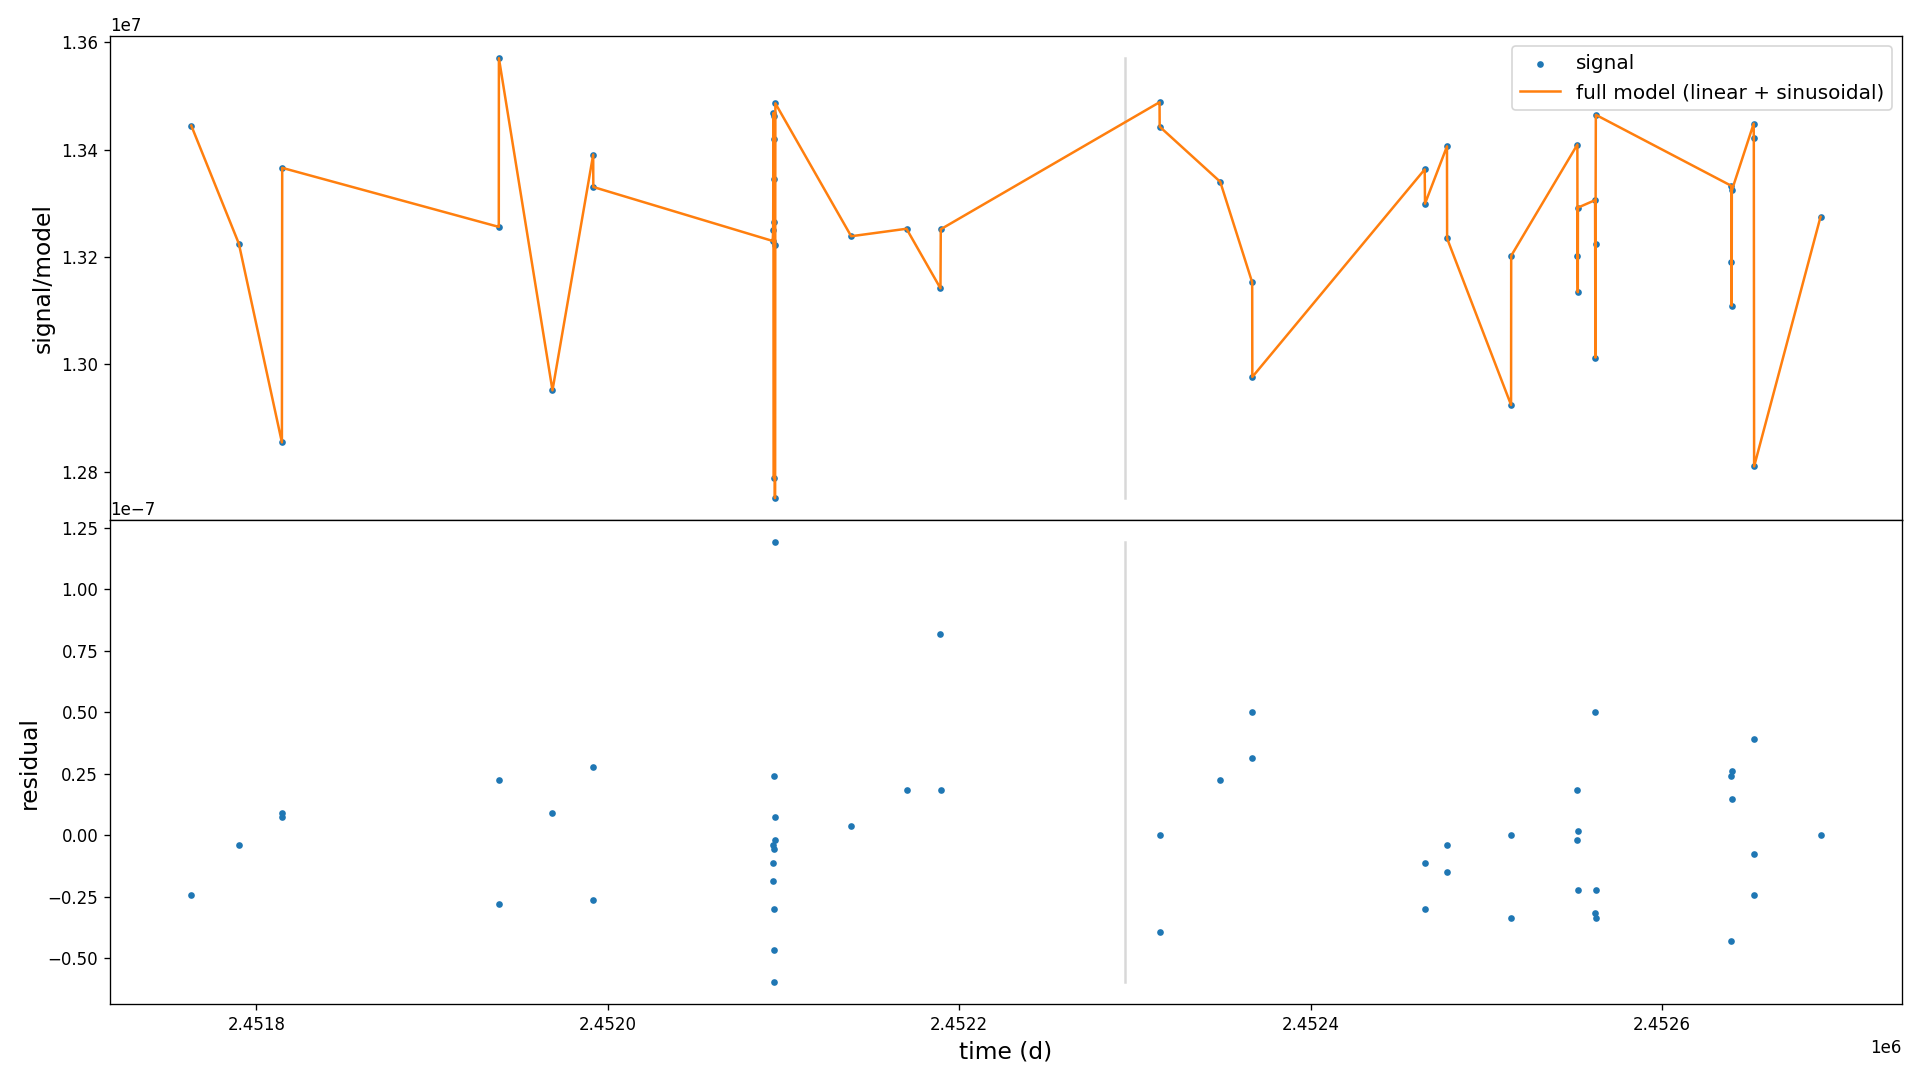 1e7
1.36
1.34
1.32
1.30
1.28
signal/model
signal
full model (linear + sinusoidal)
1e−7
1.25
1.00
0.75
0.50
0.25
0.00
−0.25
−0.50
residual
2.4518
2.4520
2.4522
2.4524
2.4526
1e6
time (d)